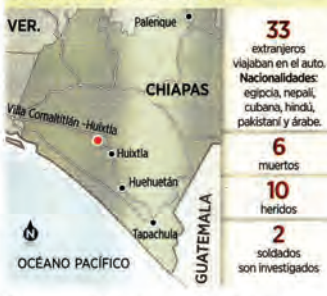 VER.
Palenque
CHIAPAS
Villa Comaltitlán -Huixtla
Huixtla
Huehuetán
Tapachula
GUATEMALA
N
OCÉANO PACÍFICO
33
extranjeros
viajaban en el auto.
Nacionalidades:
egipcia, nepalí,
cubana, hindú,
pakistaní y árabe.
6
muertos
10
heridos
2
soldados
son investigados